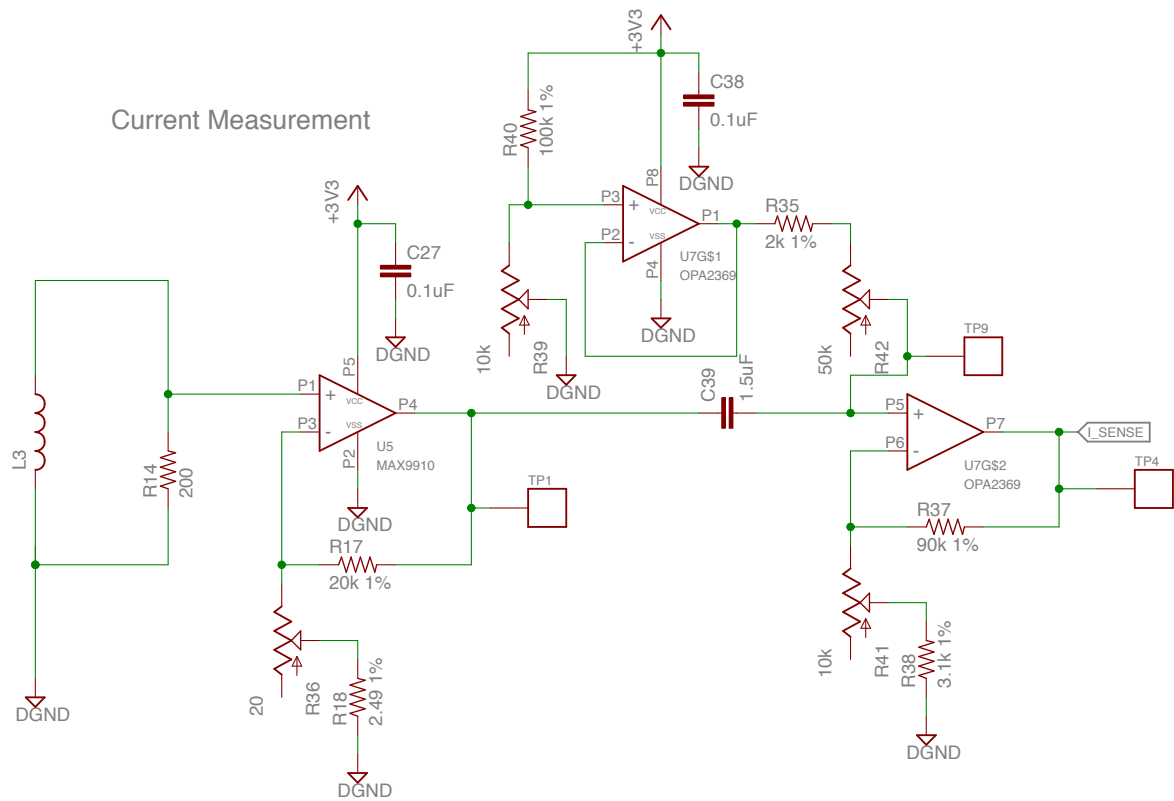 Current Measurement
+3V3
C38
0.1uF
DGND
R40
100k 1%
P8
P3
+
VCC
P1
P2
-
VSS
P4
U7G$1
OPA2369
DGND
R35
2k 1%
10k
R39
DGND
50k
R42
TP9
+3V3
C27
0.1uF
DGND
P5
P1
+
VCC
P4
P3
-
VSS
P2
U5
MAX9910
DGND
C39
1.5uF
P5
+
P7
P6
-
U7G$2
OPA2369
I_SENSE
TP4
L3
R14
200
TP1
R17
20k 1%
R37
90k 1%
20
R36
R18
2.49 1%
DGND
10k
R41
R38
3.1k 1%
DGND
DGND